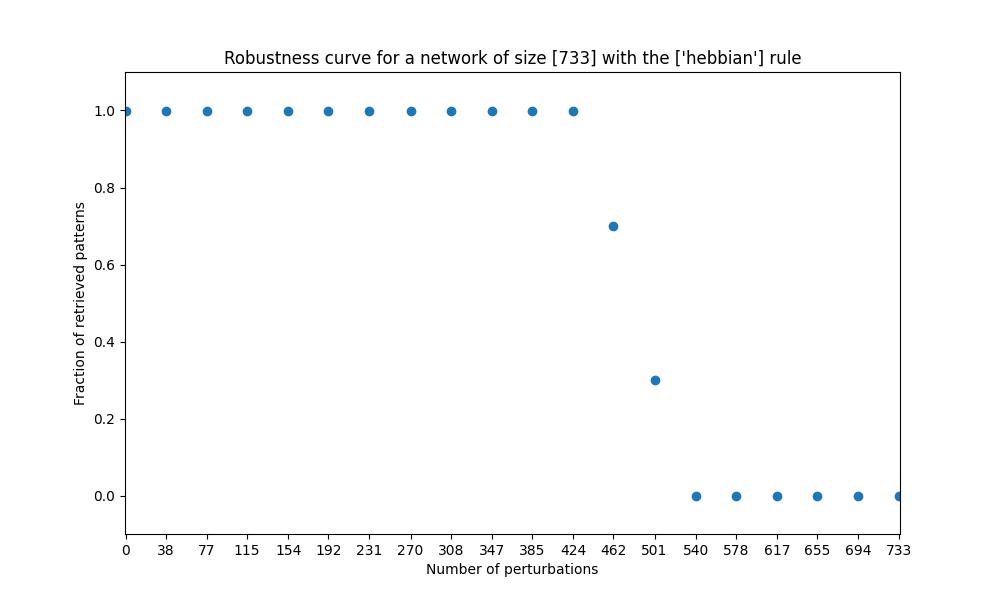 Robustness curve for a network of size [733] with the ['hebbian'] rule
Fraction of retrieved patterns
1.0
0.8
0.6
0.4
0.2
0.0
0 38 77 115 154 192 231 270 308 347 385 424 462 501 540 578 617 655 694 733
Number of perturbations